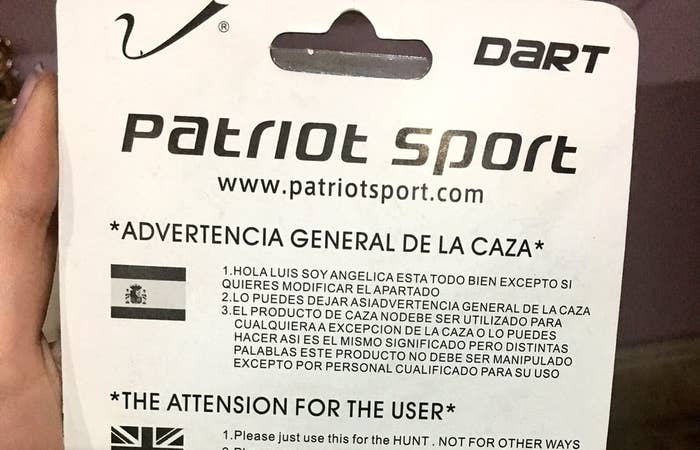 ®
DART
Patriot sport
www.patriotsport.com
*ADVERTENCIA GENERAL DE LA CAZA*
1.HOLA LUIS SOY ANGELICA ESTA TODO BIEN EXCEPTO SI
QUIERES MODIFICAR EL APARTADO
2.LO PUEDES DEJAR ASIADVERTENCIA GENERAL DE LA CAZA
3.EL PRODUCTO DE CAZA NODEBE SER UTILIZADO PARA
CUALQUIERA A EXCEPCION DE LA CAZA O LO PUEDES
HACER ASI ES EL MISMO SIGNIFICADO PERO DISTINTAS
PALABLAS ESTE PRODUCTO NO DEBE SER MANIPULADO
EXCEPTO POR PERSONAL CUALIFICADO PARA SU USO
*THE ATTENSION FOR THE USER*
1.Please just use this for the HUNT . NOT FOR OTHER WAYS